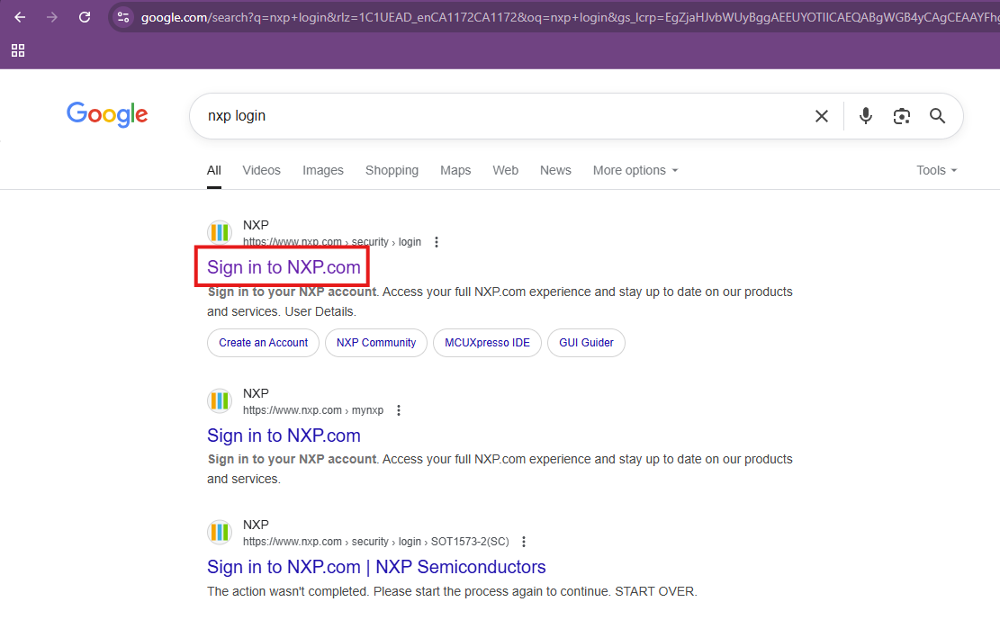 google.com/search?q=nxp+login&rlz=1C1UEAD_enCA1172CA1172&oq=nxp+login&gs_lcrp=EgZjaHJvbWUyBggAEEUYOTIICAEQABgWGB4yCAgCEAAYFhg
Google
nxp login
All Videos Images Shopping Maps Web News More options Tools
NXP
https://www.nxp.com › security › login
Sign in to NXP.com
Sign in to your NXP account. Access your full NXP.com experience and stay up to date on our products
and services. User Details.
Create an Account NXP Community MCUXpresso IDE GUI Guider
NXP
https://www.nxp.com › mynxp
Sign in to NXP.com
Sign in to your NXP account. Access your full NXP.com experience and stay up to date on our products
and services.
NXP
https://www.nxp.com › security › login › SOT1573-2(SC)
Sign in to NXP.com | NXP Semiconductors
The action wasn't completed. Please start the process again to continue. START OVER.